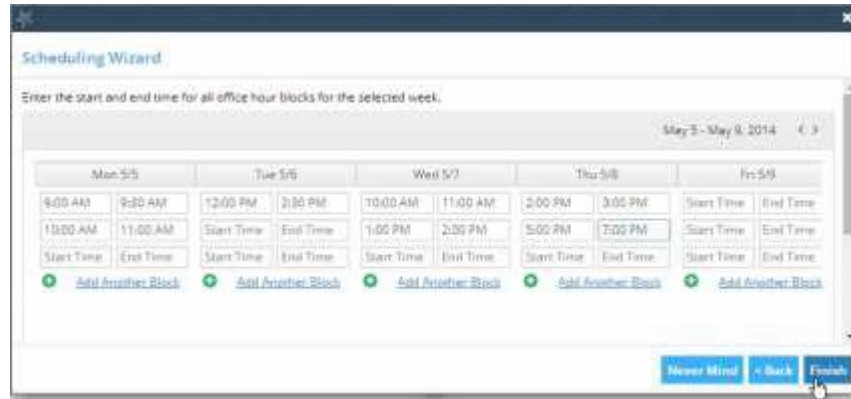 Scheduling Wizard
Enter the start and end time for all office hour blocks for the selected week.
May 5 - May 9, 2014 < >
Mon 5/5 Tue 5/6 Wed 5/7 Thu 5/8 Fri 5/9
9:00 AM 9:30 AM 12:00 PM 2:30 PM 10:00 AM 11:00 AM 2:00 PM 3:00 PM Start Time End Time
10:00 AM 11:00 AM Start Time End Time 1:00 PM 2:00 PM 5:00 PM 7:00 PM Start Time End Time
Start Time End Time Start Time End Time Start Time End Time Start Time End Time Start Time End Time
Add Another Block Add Another Block Add Another Block Add Another Block Add Another Block
Never Mind < Back Finish